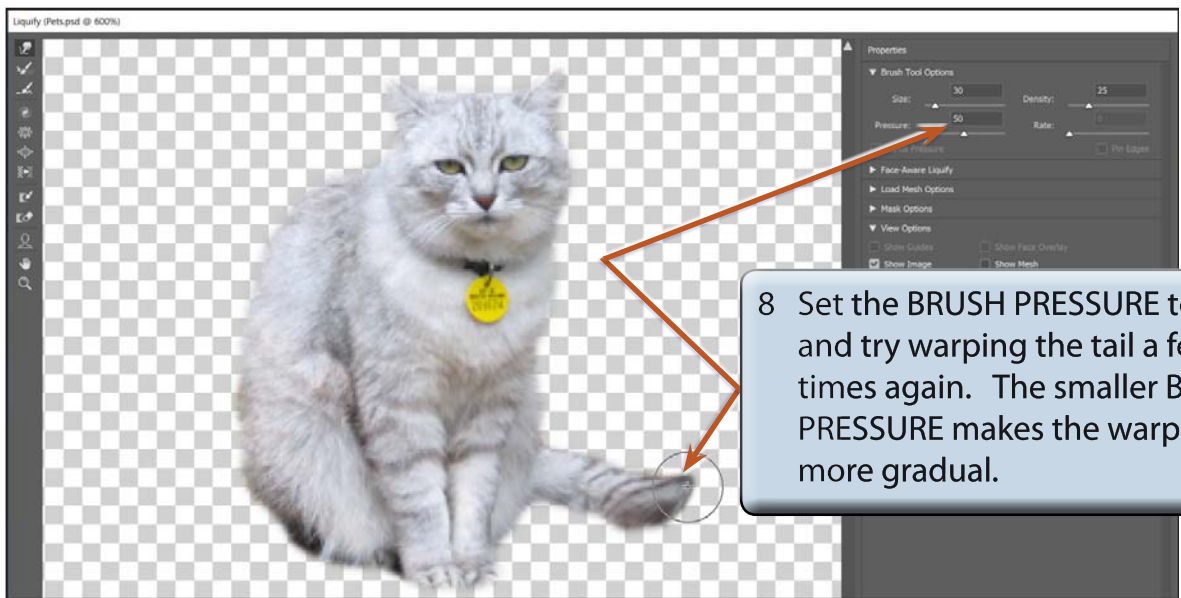 Liquify (Pets.psd @ 600%)
Properties
Brush Tool Options
Size: 30 Density: 25
Pressure: 50 Rate: 0
Pressure Pin Edges
Face-Aware Liquify
Load Mesh Options
Mask Options
View Options
Show Guides Show Face Overlay
Show Image Show Mesh
8 Set the BRUSH PRESSURE
and try warping the tail a
times again. The smaller
PRESSURE makes the warp
more gradual.